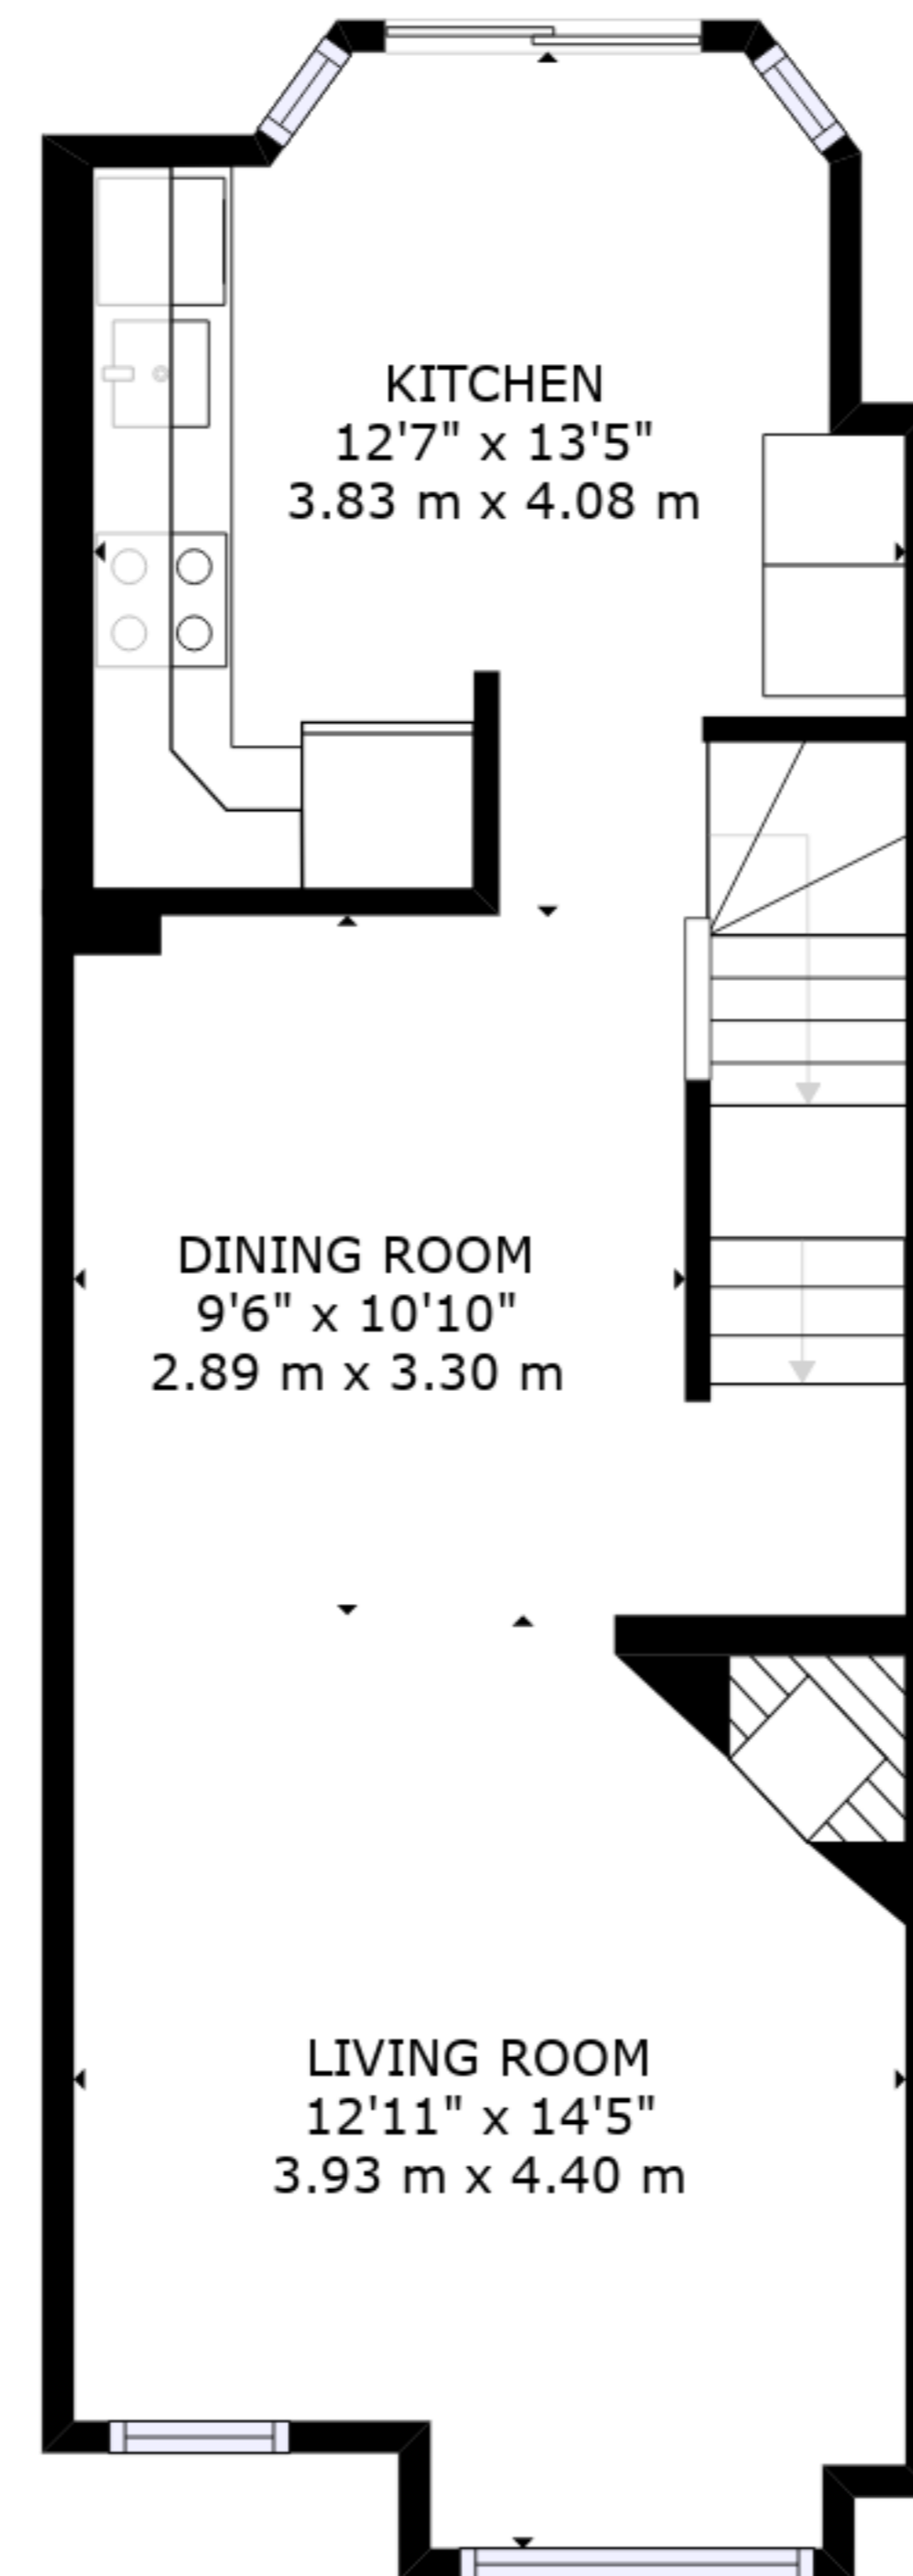 KITCHEN
12'7" x 13'5"
3.83 m x 4.08 m
DINING ROOM
9'6" x 10'10"
2.89 m x 3.30 m
LIVING ROOM
12'11" x 14'5"
3.93 m x 4.40 m